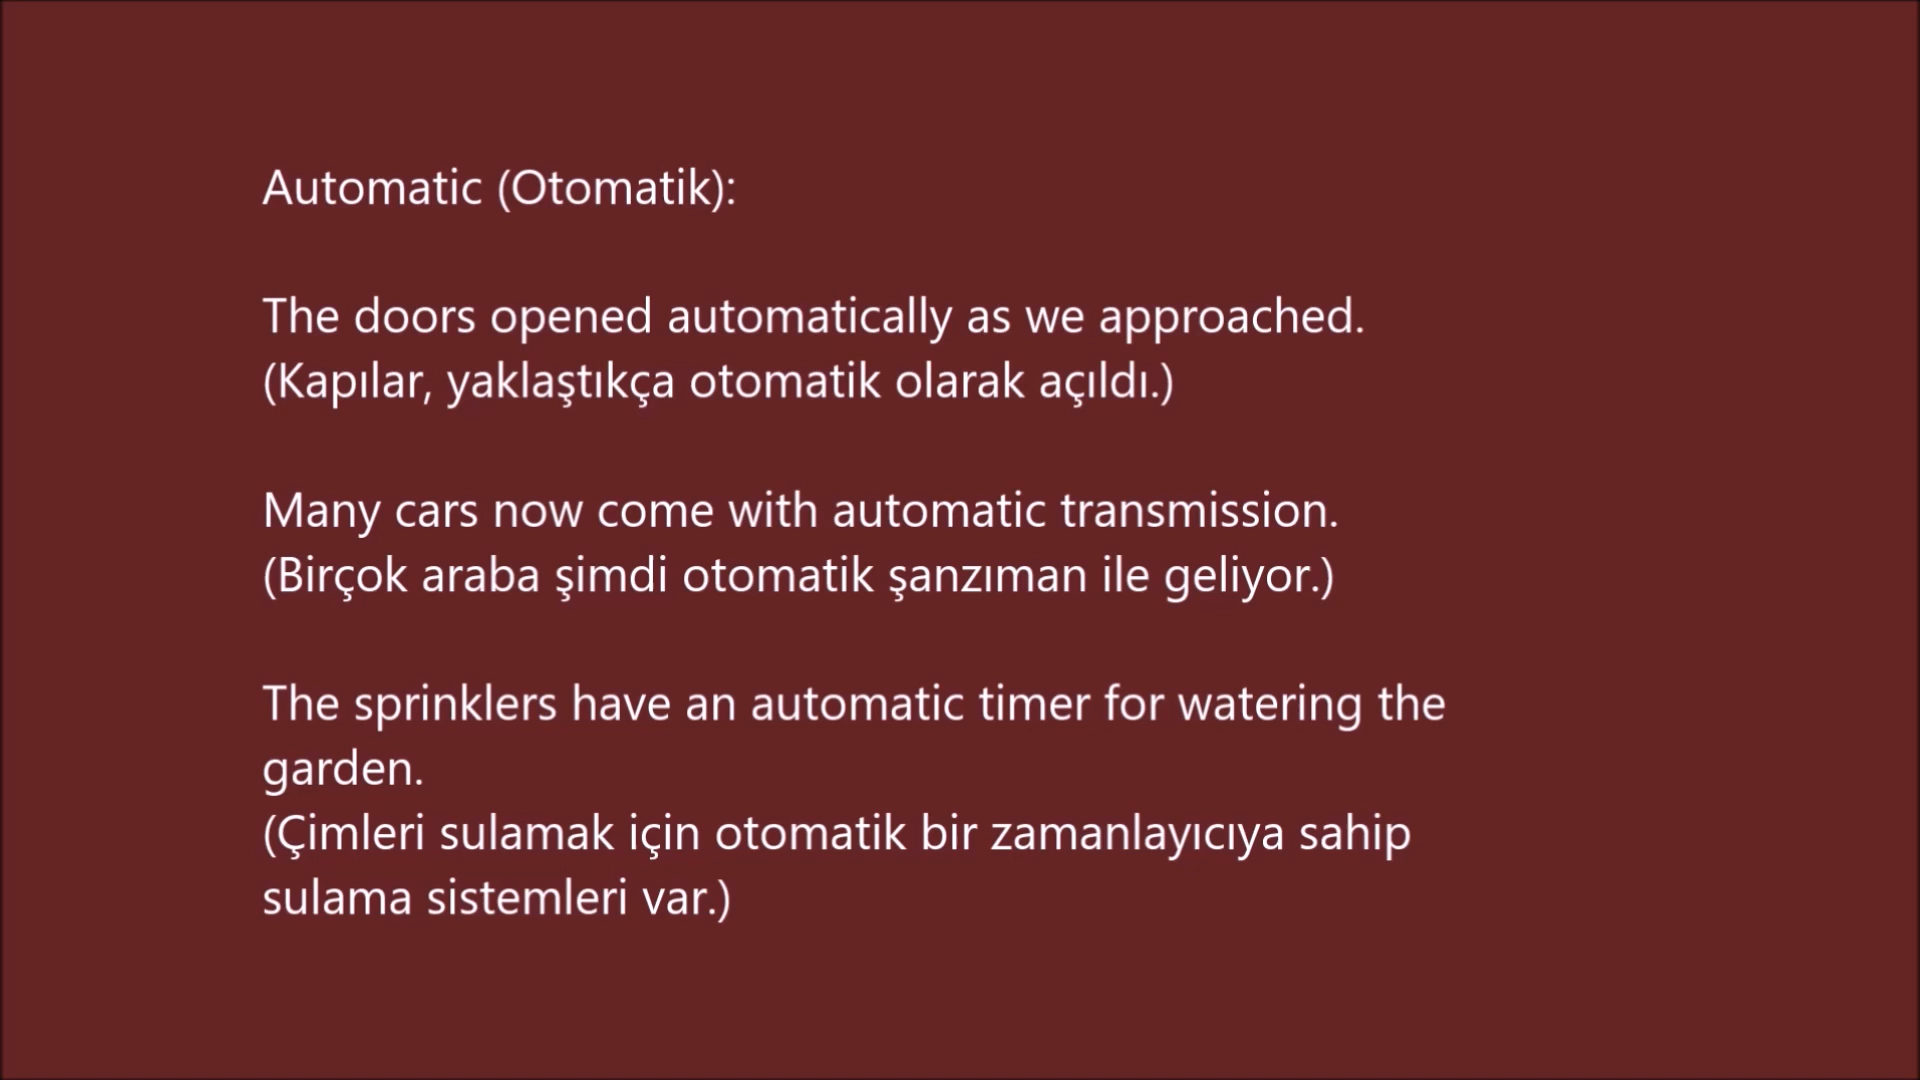 Automatic (Otomatik):
The doors opened automatically as we approached.
(Kapılar, yaklaştıkça otomatik olarak açıldı.)
Many cars now come with automatic transmission.
(Birçok araba şimdi otomatik şanzıman ile geliyor.)
The sprinklers have an automatic timer for watering the
garden.
(Çimleri sulamak için otomatik bir zamanlayıcıya sahip
sulama sistemleri var.)